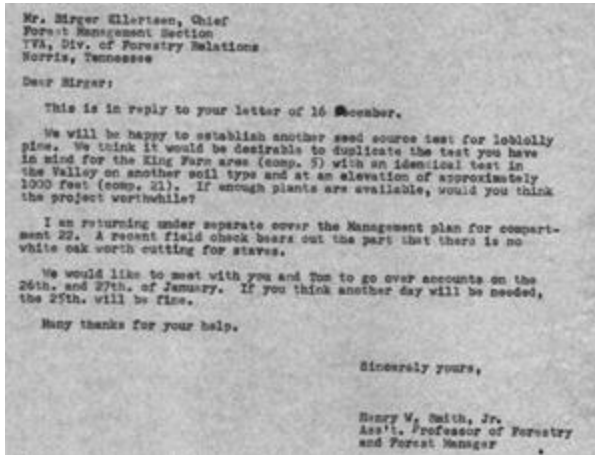 Mr. Birger Ellertsen, Chief
Forest Management Section
TVA, Div. of Forestry Relations
Norris, Tennessee
Dear Birger:
This is in reply to your letter of 16 December.
We will be happy to establish another seed source test for loblolly
pine. We think it would be desirable to duplicate the test you have
in mind for the King Farm area (comp. 5) with an identical test in
the Valley on another soil type and at an elevation of approximately
1000 feet (comp. 21). If enough plants are available, would you think
the project worthwhile?
I am returning under separate cover the Management plan for compart-
ment 22. A recent field check bears out the part that there is no
white oak worth cutting for staves.
We would like to meet with you and Tom to go over accounts on the
26th. and 27th. of January. If you think another day will be needed,
the 25th. will be fine.
Many thanks for your help.
Sincerely yours,
Henry W. Smith, Jr.
Ass't. Professor of Forestry
and Forest Manager